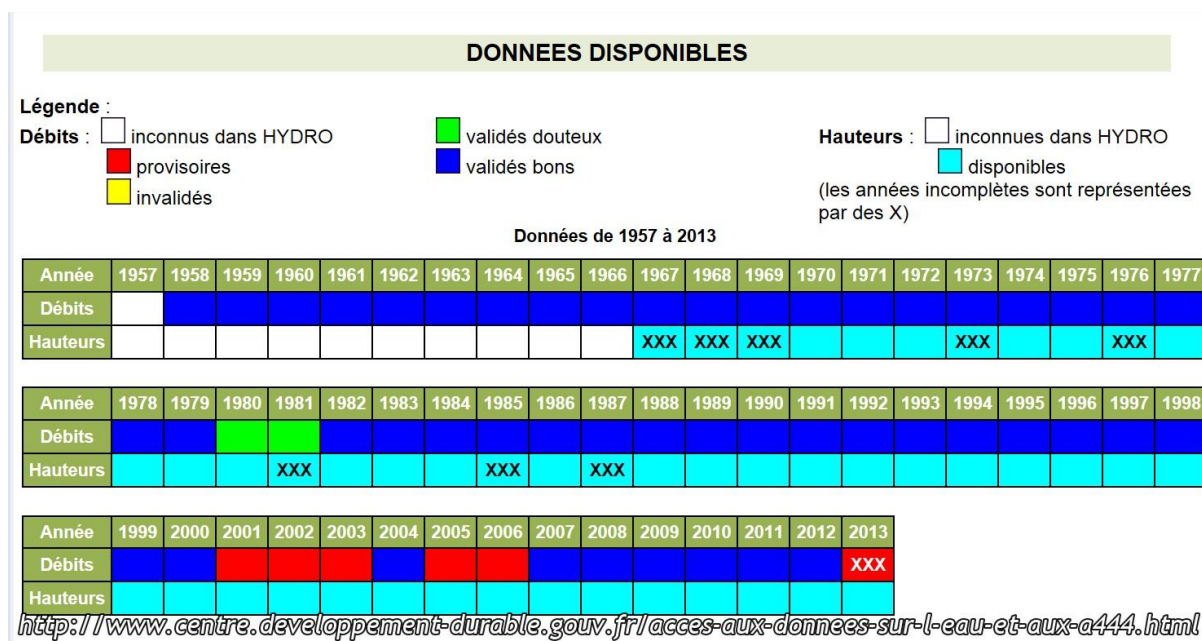 DONNEES DISPONIBLES
Légende :
Débits : inconnus dans HYDRO validés douteux Hauteurs : inconnues dans HYDRO
provisoires validés bons disponibles
invalidés (les années incomplètes sont représentées
par des X)
Données de 1957 à 2013
Année 1957 1958 1959 1960 1961 1962 1963 1964 1965 1966 1967 1968 1969 1970 1971 1972 1973 1974 1975 1976 1977
Débits
Hauteurs XXX XXX XXX XXX XXX
Année 1978 1979 1980 1981 1982 1983 1984 1985 1986 1987 1988 1989 1990 1991 1992 1993 1994 1995 1996 1997 1998
Débits
Hauteurs XXX XXX XXX
Année 1999 2000 2001 2002 2003 2004 2005 2006 2007 2008 2009 2010 2011 2012 2013
Débits XXX
Hauteurs
http://www.centre.developpement-durable.gouv.fr/acces-aux-donnees-sur-l-eau-et-aux-a444.html